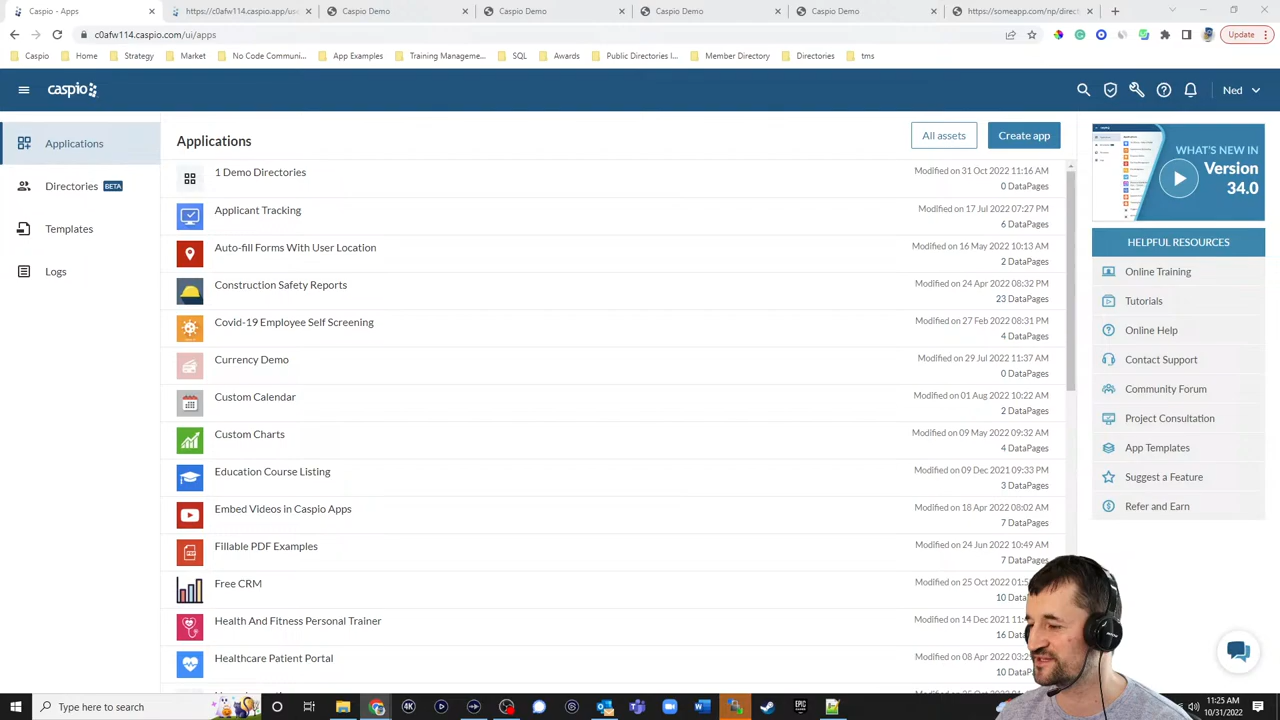 Caspio - Apps
https://c0afw114.caspio.com/ui/apps
https://c0afw114.caspio.pg/use
Caspio Demo
Caspio Demo
Caspio Demo
Caspio Demo
https://someapp.com/np/direct
c0afw114.caspio.com/ui/apps
Update
Caspio
Home
Strategy
Market
No Code Communi...
App Examples
Training Manageme...
SQL
Awards
Public Directories I...
Member Directory
Directories
tms
caspio
Ned
Applications
Directories BETA
Templates
Logs
Applications
All assets
Create app
1 Demo Directories
Modified on 31 Oct 2022 11:16 AM
0 DataPages
Applicant Tracking
Modified on 17 Jul 2022 07:27 PM
6 DataPages
Auto-fill Forms With User Location
Modified on 16 May 2022 10:13 AM
2 DataPages
Construction Safety Reports
Modified on 24 Apr 2022 08:32 PM
23 DataPages
Covid-19 Employee Self Screening
Modified on 27 Feb 2022 08:31 PM
4 DataPages
Currency Demo
Modified on 29 Jul 2022 11:37 AM
0 DataPages
Custom Calendar
Modified on 01 Aug 2022 10:22 AM
2 DataPages
Custom Charts
Modified on 09 May 2022 09:32 AM
4 DataPages
Education Course Listing
Modified on 09 Dec 2021 09:33 PM
3 DataPages
Embed Videos in Caspio Apps
Modified on 18 Apr 2022 08:02 AM
7 DataPages
Fillable PDF Examples
Modified on 24 Jun 2022 10:49 AM
7 DataPages
Free CRM
Modified on 25 Oct 2022 01:5
10 Data
Health And Fitness Personal Trainer
Modified on 14 Dec 2021 11:
16 Data
Healthcare Patient Portal
Modified on 08 Apr 2022 03:2
10 Data
WHAT'S NEW IN
Version
34.0
HELPFUL RESOURCES
Online Training
Tutorials
Online Help
Contact Support
Community Forum
Project Consultation
App Templates
Suggest a Feature
Refer and Earn
Type here to search
11:25 AM
10/31/2022